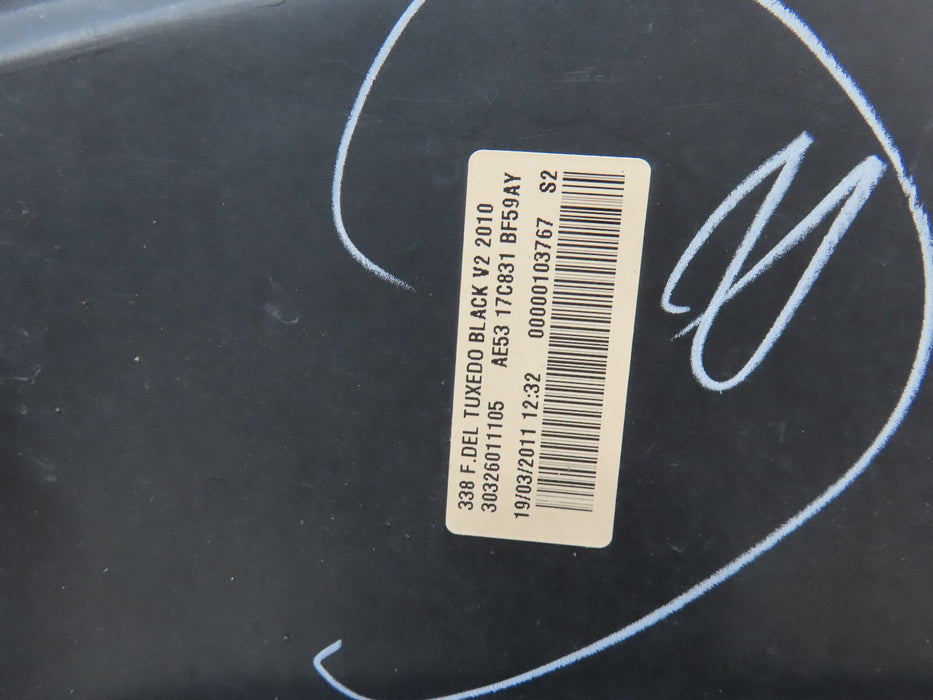 338 F.DEL TUXEDO BLACK V2 2010
30326011105 AE53 17C831 BF59AY
19/03/2011 12:32 00000103767 S2